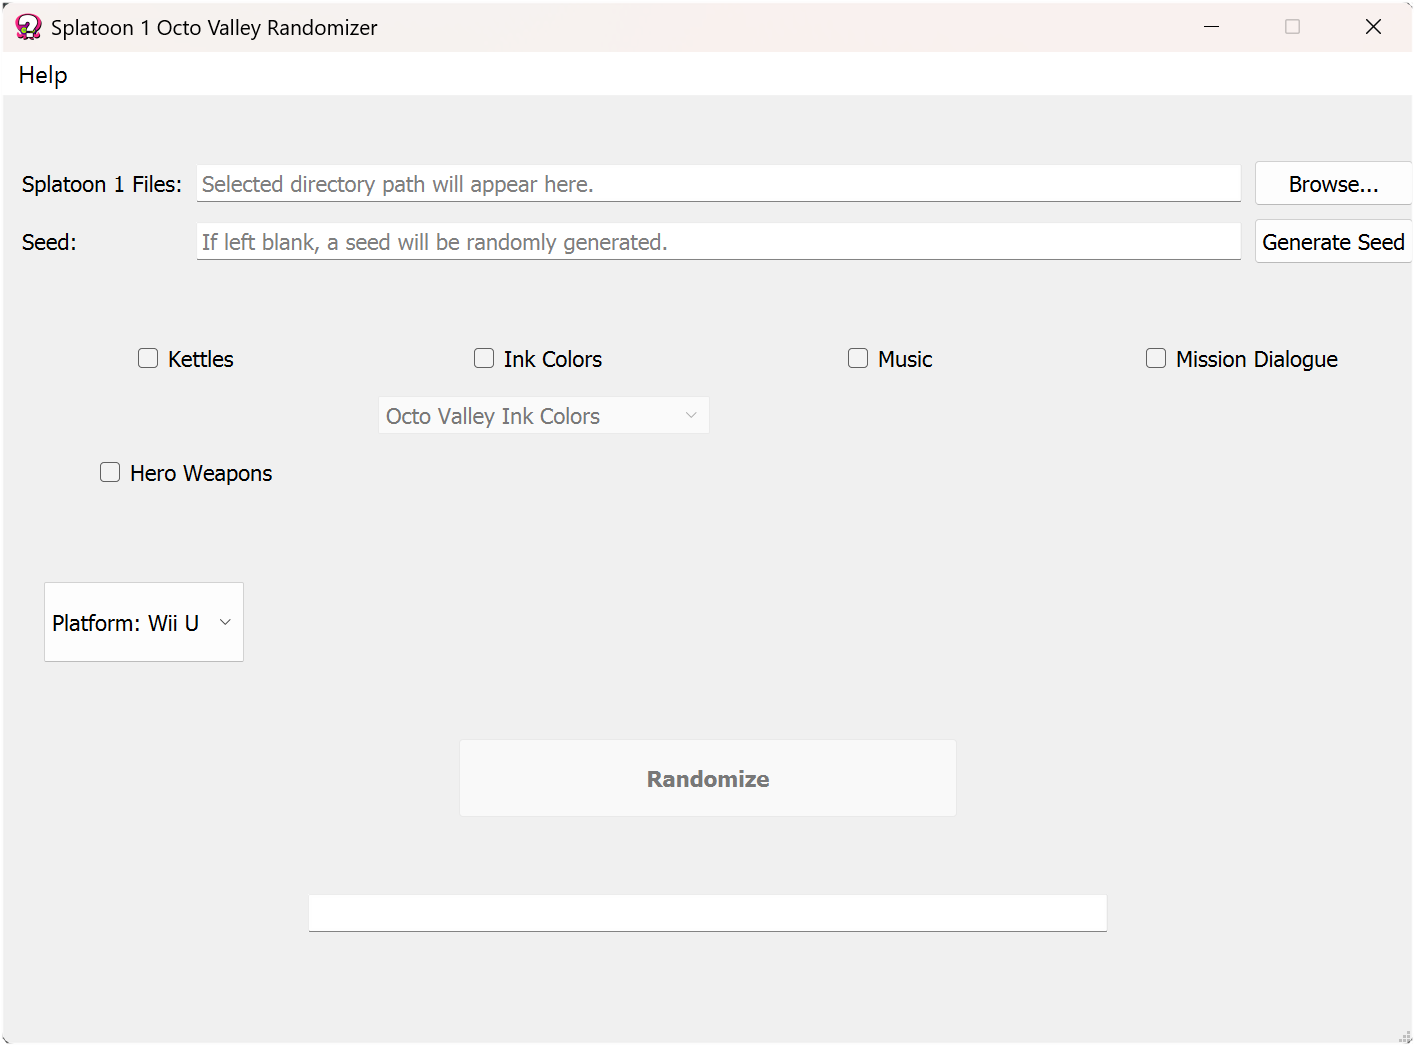 Splatoon 1 Octo Valley Randomizer
Help
Splatoon 1 Files: Selected directory path will appear here. Browse...
Seed: If left blank, a seed will be randomly generated. Generate Seed
Kettles Ink Colors Music Mission Dialogue
Octo Valley Ink Colors
Hero Weapons
Platform: Wii U
Randomize